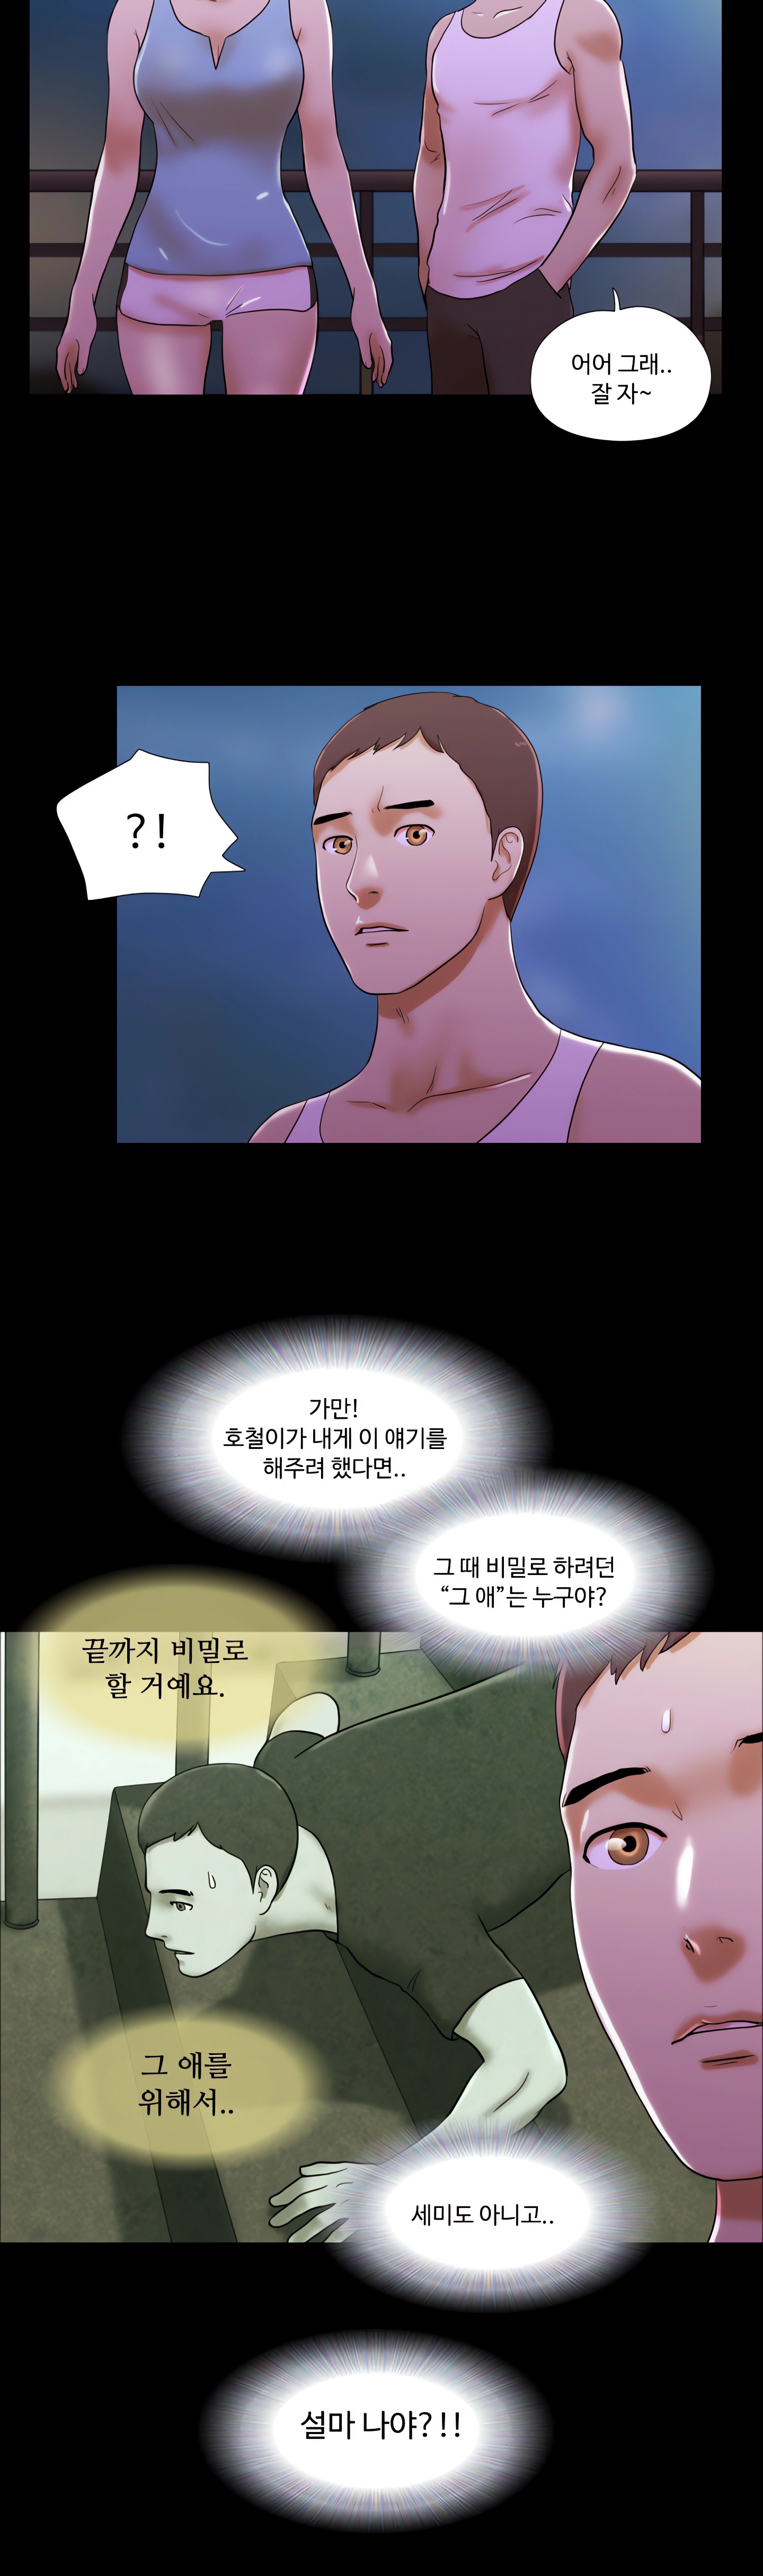 어어 그래..
잘 자~
?!
가만!
호철이가 내게 이 얘기를
해주려 했다면..
그 때 비밀로 하려던
“그 애”는 누구야?
끝까지 비밀로
할 거예요.
그 애를
위해서..
세미도 아니고..
설마 나야?!!